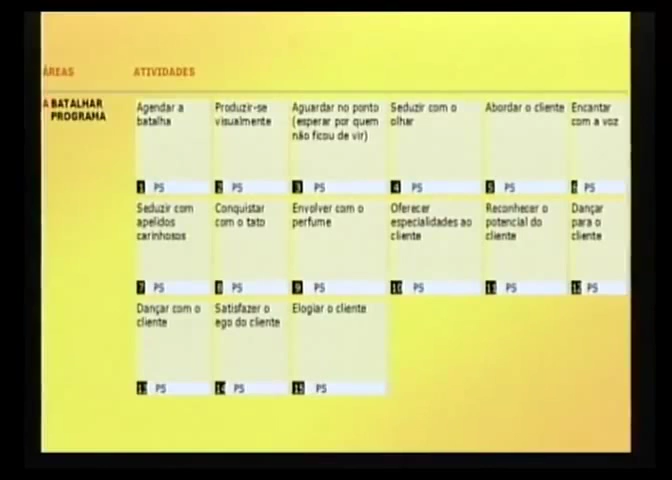 ÁREAS ATIVIDADES
A BATALHAR
PROGRAMA
Agendar a
batalha
1 PS
Produzir-se
visualmente
2 PS
Aguardar no ponto
(esperar por quem
não ficou de vir)
3 PS
Seduzir com o
olhar
4 PS
Abordar o cliente
5 PS
Encantar
com a voz
6 PS
Seduzir com
apelidos
carinhosos
7 PS
Conquistar
com o tato
8 PS
Envolver com o
perfume
9 PS
Oferecer
especialidades ao
cliente
10 PS
Reconhecer o
potencial do
cliente
11 PS
Dançar
para o
cliente
12 PS
Dançar com o
cliente
13 PS
Satisfazer o
ego do cliente
14 PS
Elogiar o cliente
15 PS